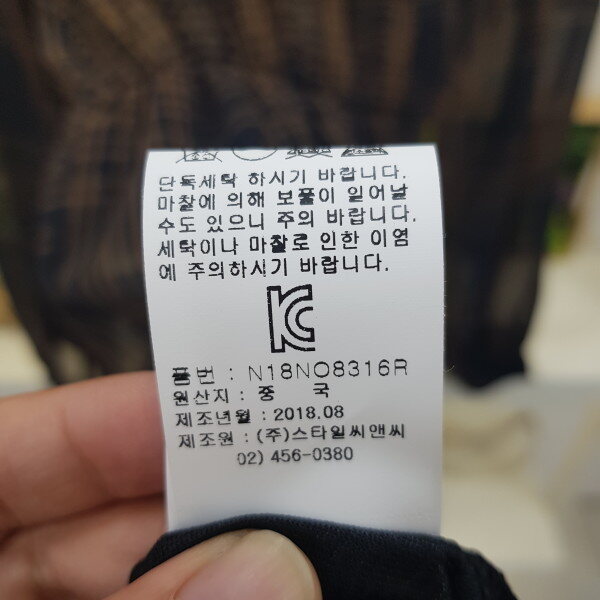 단독세탁 하시기 바랍니다.
마찰에 의해 보풀이 일어날
수도 있으니 주의 바랍니다.
세탁이나 마찰로 인한 이염
에 주의하시기 바랍니다.
KC
품번 : N18NO8316R
원산지 : 중 국
제조년월 : 2018.08
제조원 : (주)스타일씨앤씨
02) 456-0380